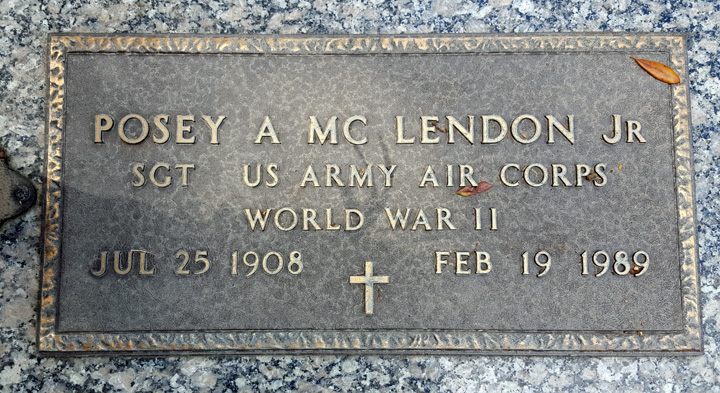 POSEY A MC LENDON JR
SGT US ARMY AIR CORPS
WORLD WAR II
JUL 25 1908 FEB 19 1989